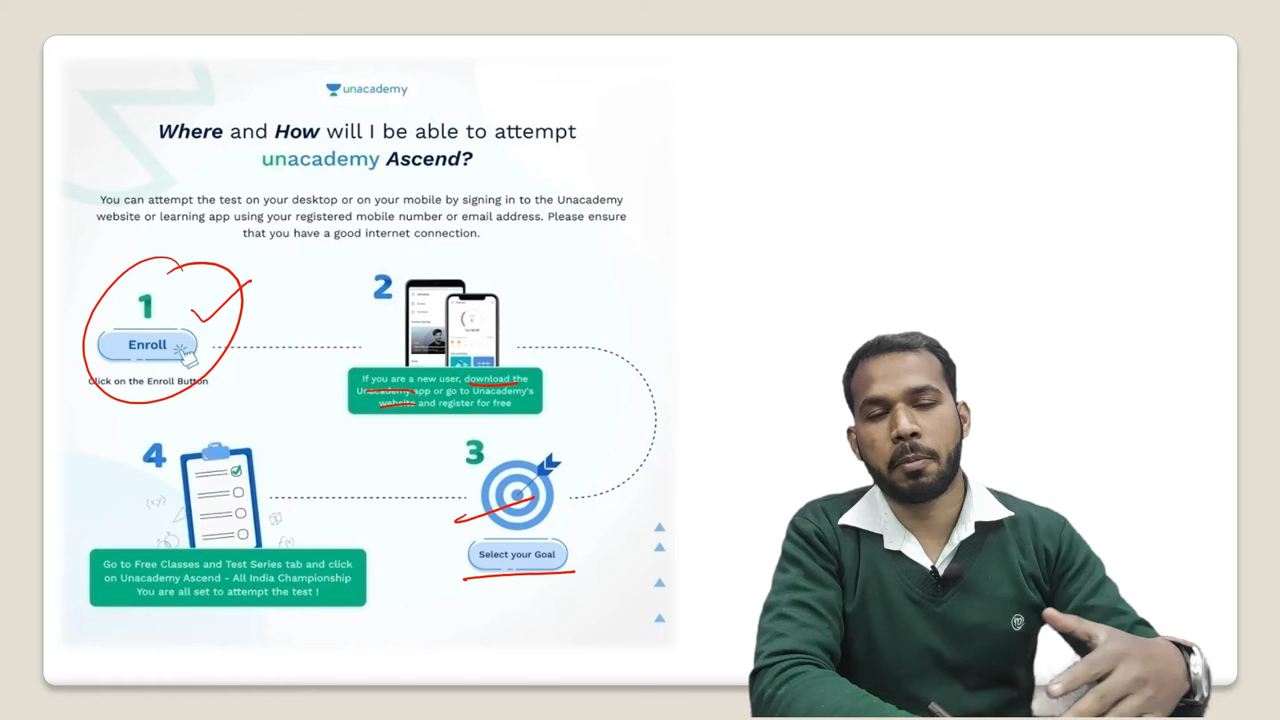 unacademy
Where and How will I be able to attempt
unacademy Ascend?
You can attempt the test on your desktop or on your mobile by signing in to the Unacademy
website or learning app using your registered mobile number or email address. Please ensure
that you have a good internet connection.
1
Enroll
Click on the Enroll Button
2
If you are a new user, download the
Unacademy app or go to Unacademy's
website and register for free
3
Select your Goal
4
Go to Free Classes and Test Series tab and click
on Unacademy Ascend - All India Championship
You are all set to attempt the test !
(x,y)
f(x)